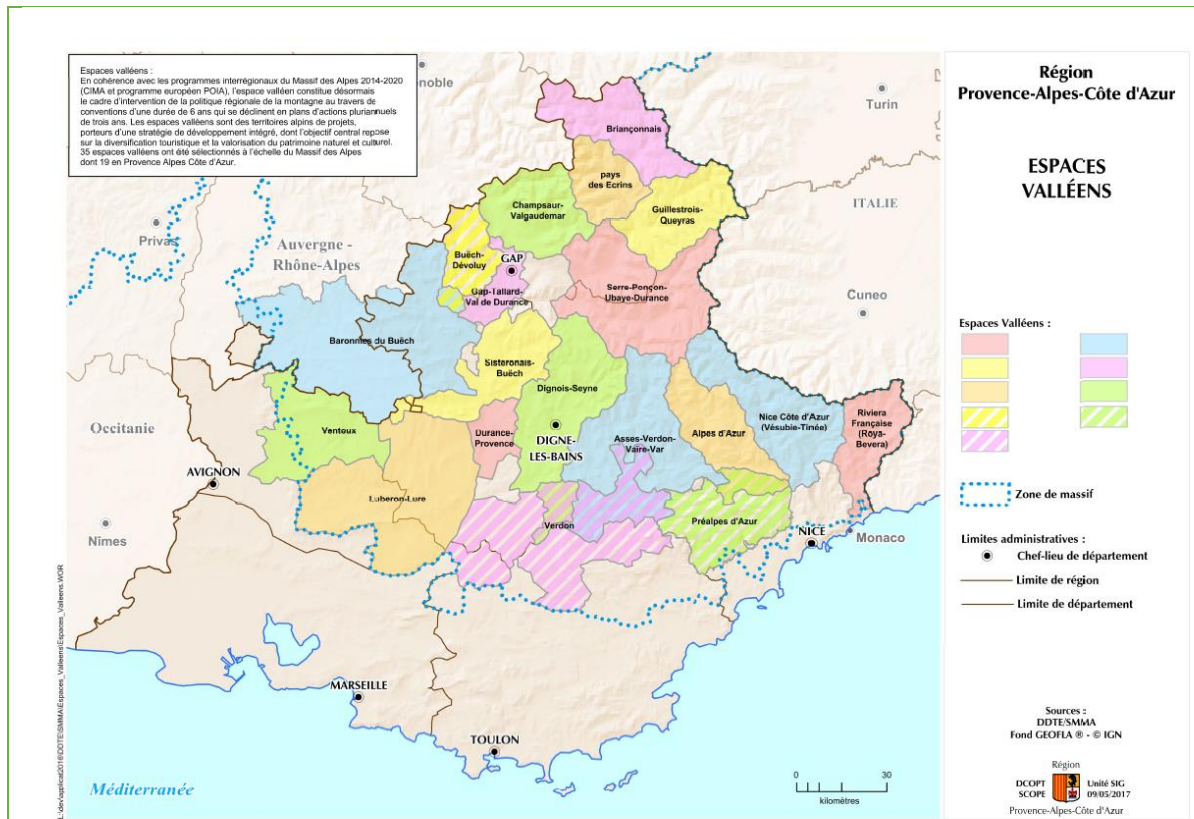 Espaces valléens :
En cohérence avec les programmes interrégionaux du Massif des Alpes 2014-2020
(CIMA et programme européen POIA), l'espace valléen constitue désormais
le cadre d'intervention de la politique régionale de la montagne au travers de
conventions d'une durée de 6 ans qui se déclinent en plans d'actions pluriannuels
de trois ans. Les espaces valléens sont des territoires alpins de projets,
porteurs d'une stratégie de développement intégré, dont l'objectif central repose
sur la diversification touristique et la valorisation du patrimoine naturel et culturel.
35 espaces valléens ont été sélectionnés à l'échelle du Massif des Alpes
dont 19 en Provence Alpes Côte d'Azur.
noble
Turin
Briançonnais
pays
des Ecrins
Champsaur-
Valgaudemar
Guillestrois-
Queyras
ITALIE
Privas
Auvergne -
Rhône-Alpes
Buëch-
Dévoluy
GAP
Gap-Tallard-
Val de Durance
Serre-Ponçon-
Ubaye-Durance
Cuneo
Baronnies du Buëch
Sisteronais-
Buëch
Dignois-Seyne
Occitanie
Ventoux
Durance-
Provence
DIGNE-
LES-BAINS
Asses-Verdon-
Vaire-Var
Alpes d'Azur
Nice Côte d'Azur
(Vésubie-Tinée)
Riviera
Française
(Roya-
Bevera)
AVIGNON
Luberon-Lure
Verdon
Préalpes d'Azur
Nîmes
NICE
Monaco
MARSEILLE
TOULON
Méditerranée
0 30
kilomètres
L:\dev\applicat2016\DDTE\SMMA\Espaces_Valleens\Espaces_Valleens.WOR
Région
Provence-Alpes-Côte d'Azur
ESPACES
VALLÉENS
Espaces Valléens :
Zone de massif
Limites administratives :
Chef-lieu de département
Limite de région
Limite de département
Sources :
DDTE/SMMA
Fond GEOFLA ® - © IGN
Région
DCOPT Unité SIG
SCOPE 09/05/2017
Provence-Alpes-Côte d'Azur